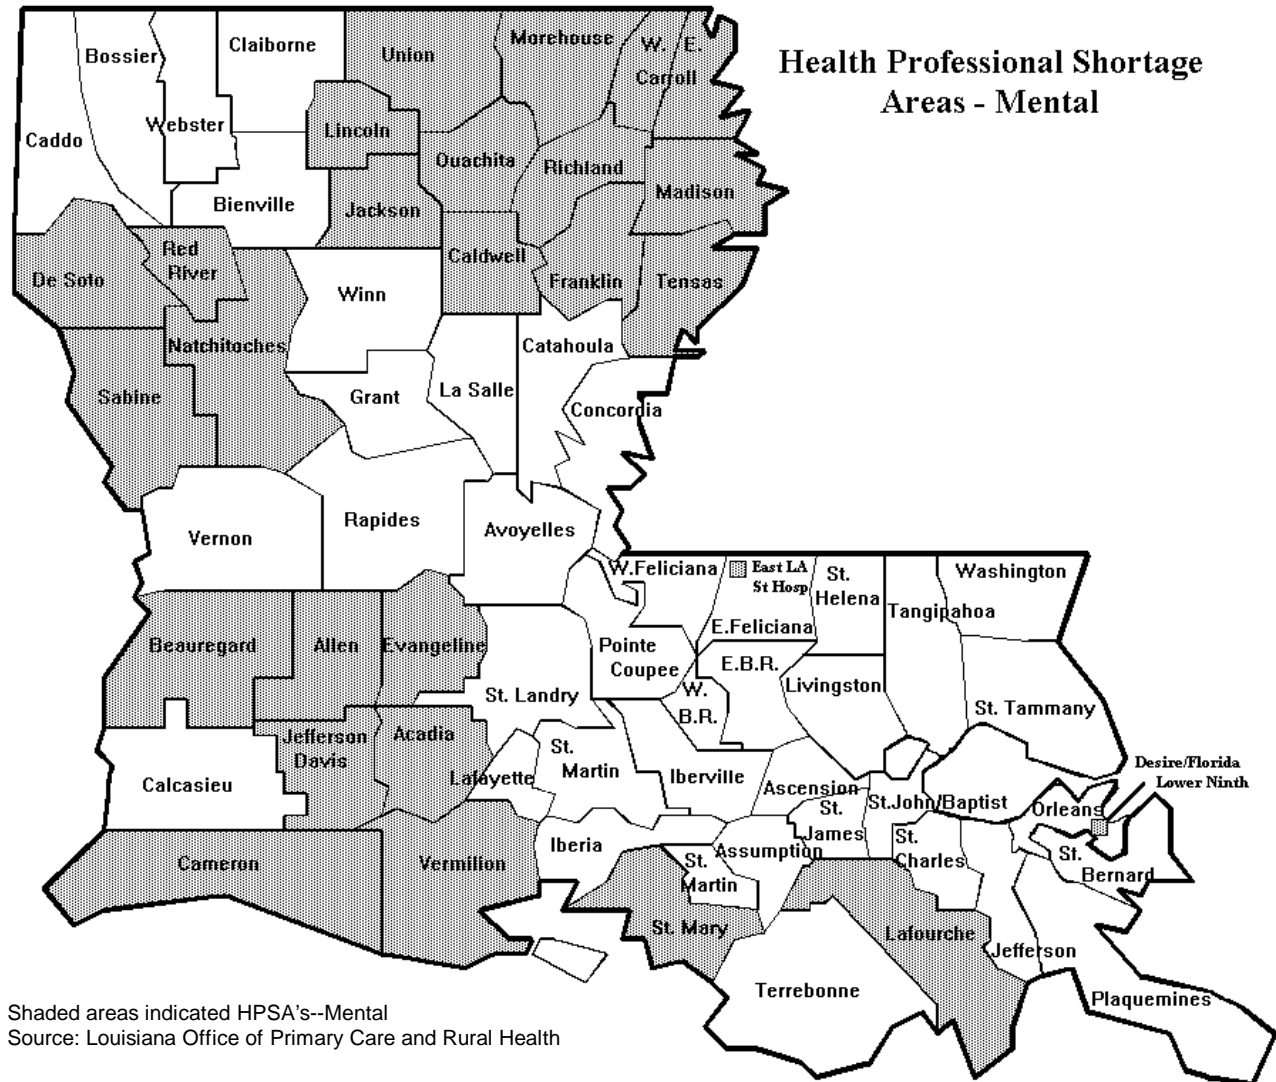 Health Professional Shortage
Areas - Mental
Bossier
Claiborne
Union
Morehouse
W.
E.
Carroll
Caddo
Webster
Lincoln
Ouachita
Richland
Madison
Bienville
Jackson
Red
River
De Soto
Caldwell
Franklin
Tensas
Winn
Natchitoches
Catahoula
Sabine
Grant
La Salle
Concordia
Vernon
Rapides
Avoyelles
W.Feliciana
East LA
St Hosp
St.
Helena
Washington
Tangipahoa
E.Feliciana
Beauregard
Allen
Evangeline
Pointe
Coupee
E.B.R.
Livingston
St. Landry
W.
B.R.
St. Tammany
Jefferson
Davis
Acadia
St.
Martin
Lafayette
Iberville
Calcasieu
Ascension
Desire/Florida
Lower Ninth
St.John/Baptist
Orleans
St.
James
St.
Charles
Iberia
Assumption
St.
Bernard
Cameron
Vermilion
St.
Martin
St. Mary
Lafourche
Jefferson
Terrebonne
Plaquemines
Shaded areas indicated HPSA's--Mental
Source: Louisiana Office of Primary Care and Rural Health